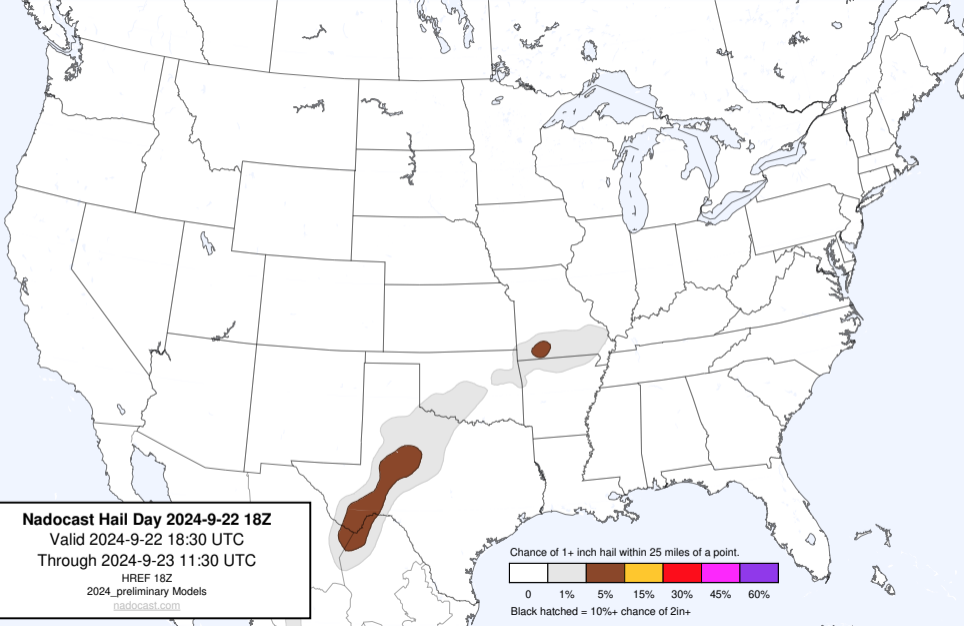 Nadocast Hail Day 2024-9-22 18Z
Valid 2024-9-22 18:30 UTC
Through 2024-9-23 11:30 UTC
HREF 18Z
2024_preliminary Models
nadocast.com
Chance of 1+ inch hail within 25 miles of a point.
0 1% 5% 15% 30% 45% 60%
Black hatched = 10%+ chance of 2in+